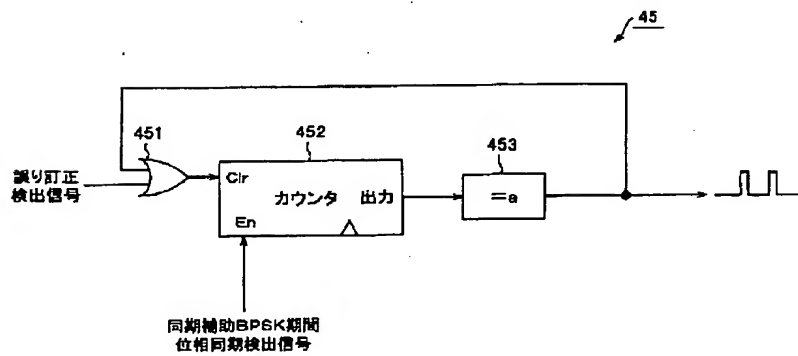 45
451
452
453
誤り訂正
検出信号
Clr
カウンタ 出力
En
=a
同期補助BPSK期間
位相同期検出信号